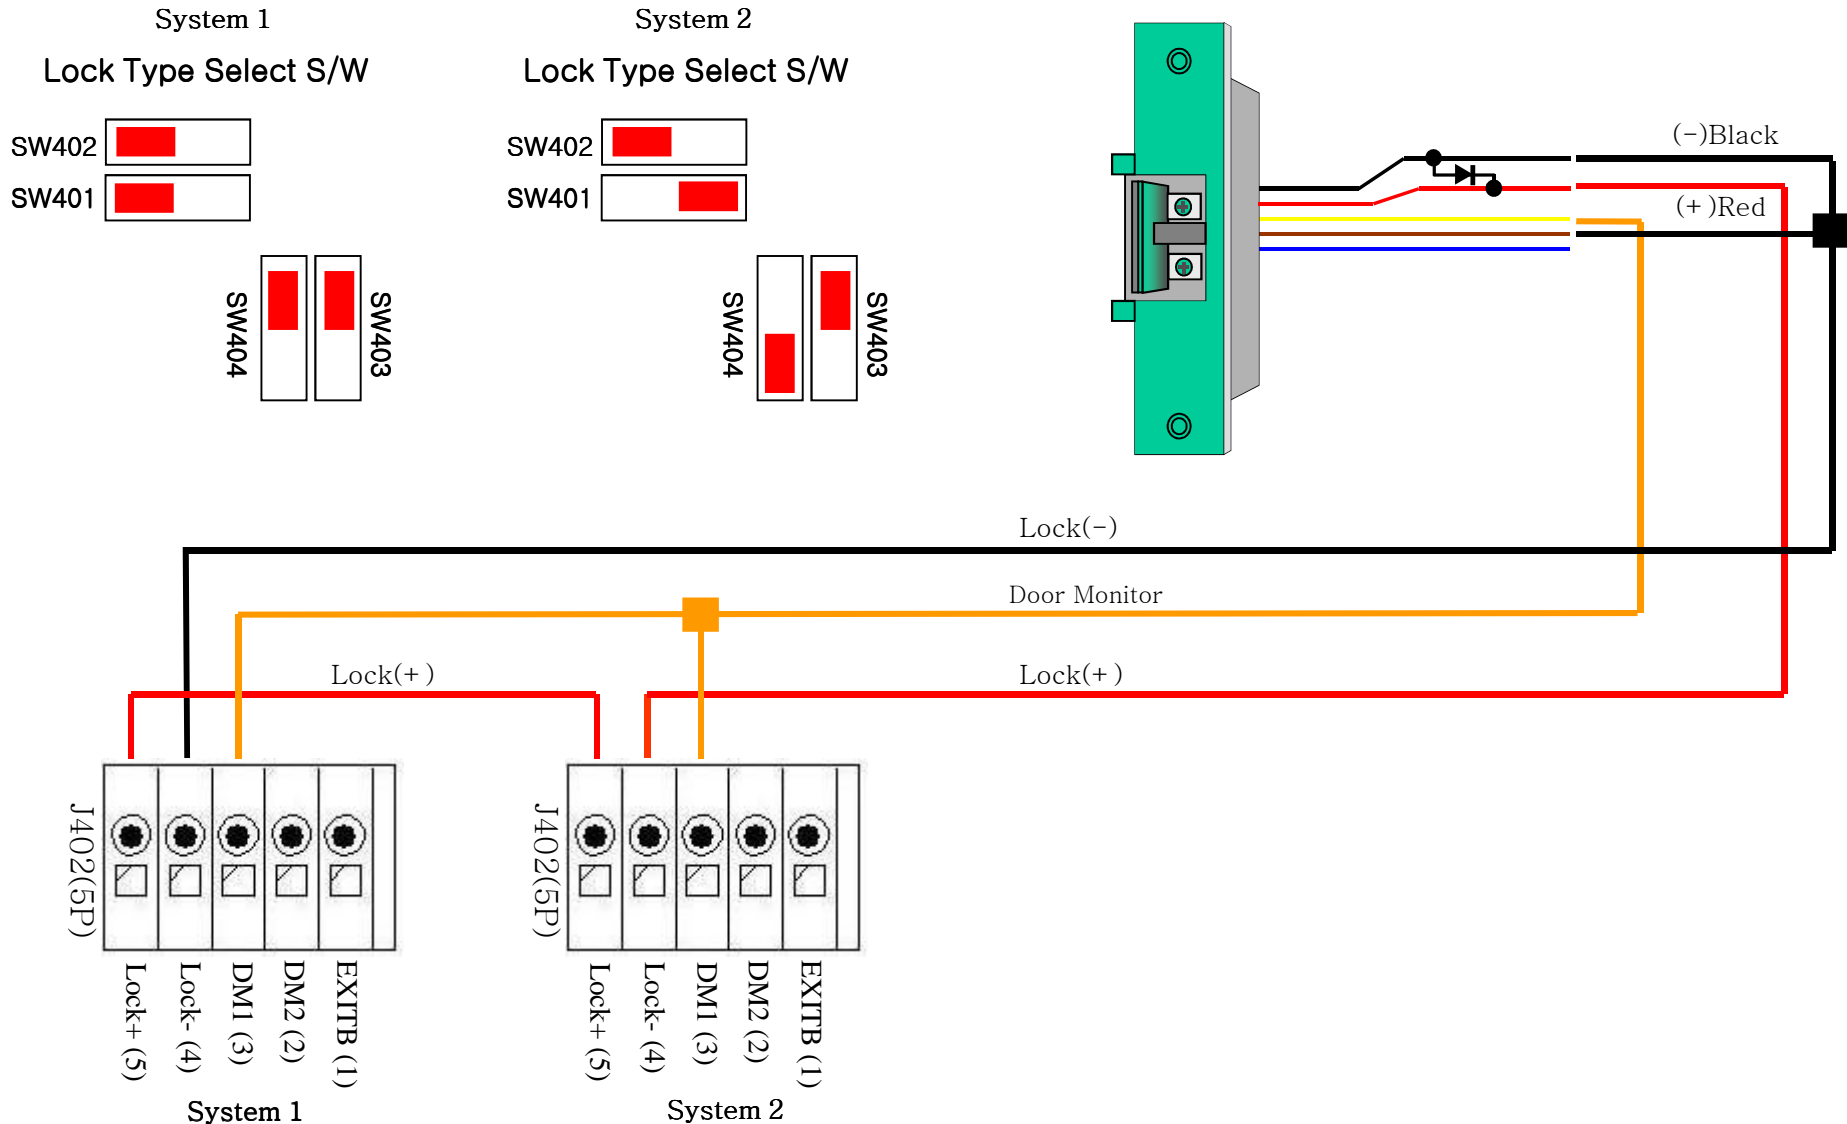 System 1
System 2
Lock Type Select S/W
Lock Type Select S/W
SW402
SW401
SW404
SW403
SW402
SW401
SW404
SW403
(-)Black
(+)Red
Lock(-)
Door Monitor
Lock(+)
Lock(+)
J402(5P)
J402(5P)
Lock+ (5)
Lock- (4)
DM1 (3)
DM2 (2)
EXITB (1)
Lock+ (5)
Lock- (4)
DM1 (3)
DM2 (2)
EXITB (1)
System 1
System 2